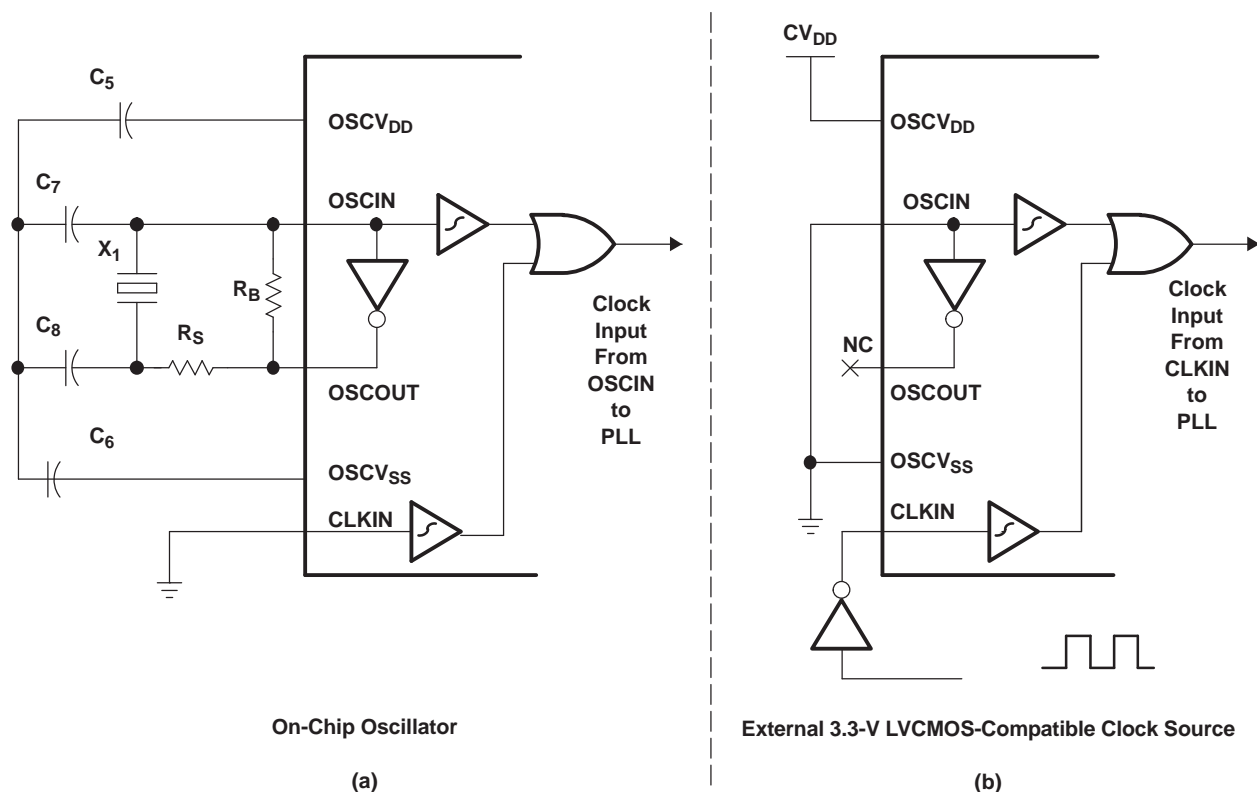 C5
OSCVDD
C7
OSCIN
X1
RB
C8
RS
OSCOUT
Clock
Input
From
OSCIN
to
PLL
C6
OSCVSS
CLKIN
On-Chip Oscillator
(a)
CVDD
OSCVDD
OSCIN
NC
OSCOUT
Clock
Input
From
CLKIN
to
PLL
OSCVSS
CLKIN
External 3.3-V LVCMOS-Compatible Clock Source
(b)